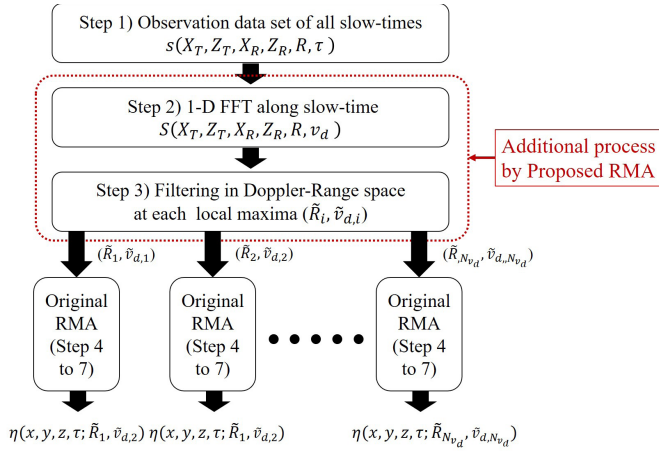 Step 1) Observation data set of all slow-times
s(X_T, Z_T, X_R, Z_R, R, τ)
Step 2) 1-D FFT along slow-time
S(X_T, Z_T, X_R, Z_R, R, v_d)
Step 3) Filtering in Doppler-Range space
at each local maxima (R̃_i, ṽ_{d,i})
Additional process
by Proposed RMA
(R̃_1, ṽ_{d,1})
(R̃_2, ṽ_{d,2})
(R̃_{,N_{v_d}}, ṽ_{d,,N_{v_d}})
Original
RMA
(Step 4
to 7)
Original
RMA
(Step 4
to 7)
Original
RMA
(Step 4
to 7)
η(x, y, z, τ; R̃_1, ṽ_{d,2})
η(x, y, z, τ; R̃_1, ṽ_{d,2})
η(x, y, z, τ; R̃_{N_{v_d}}, ṽ_{d,N_{v_d}})